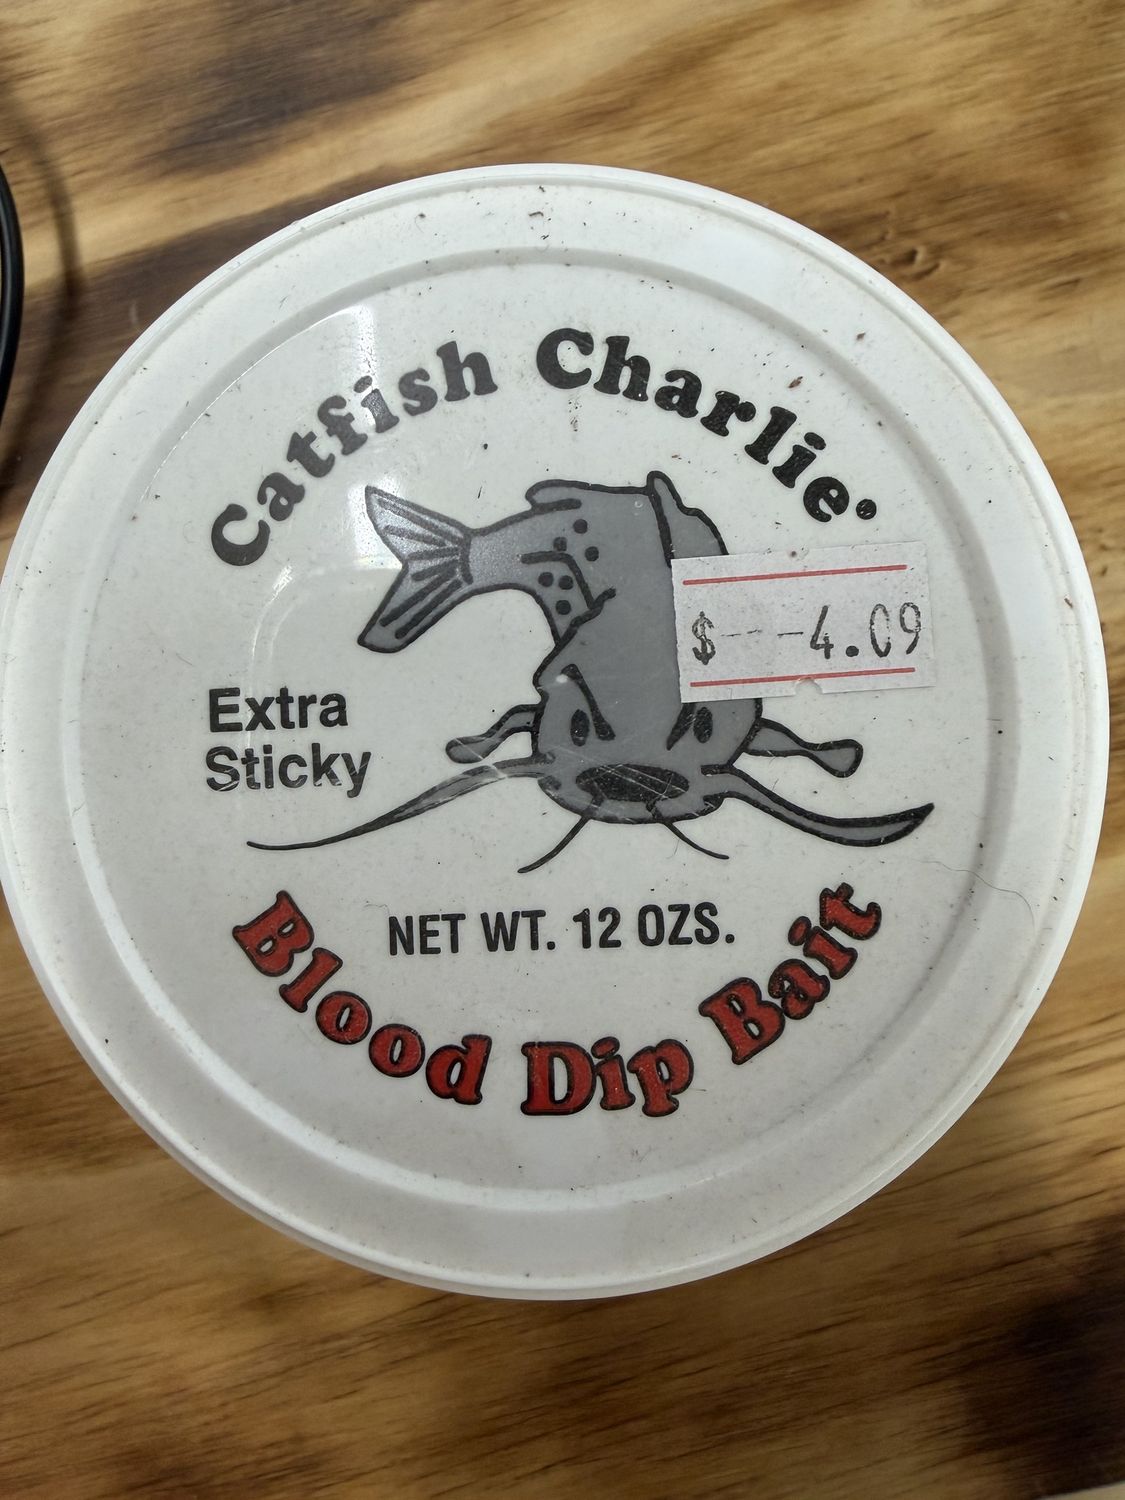 Catfish Charlie
$ -- -4.09
Extra
Sticky
NET WT. 12 OZS.
Blood Dip Bait